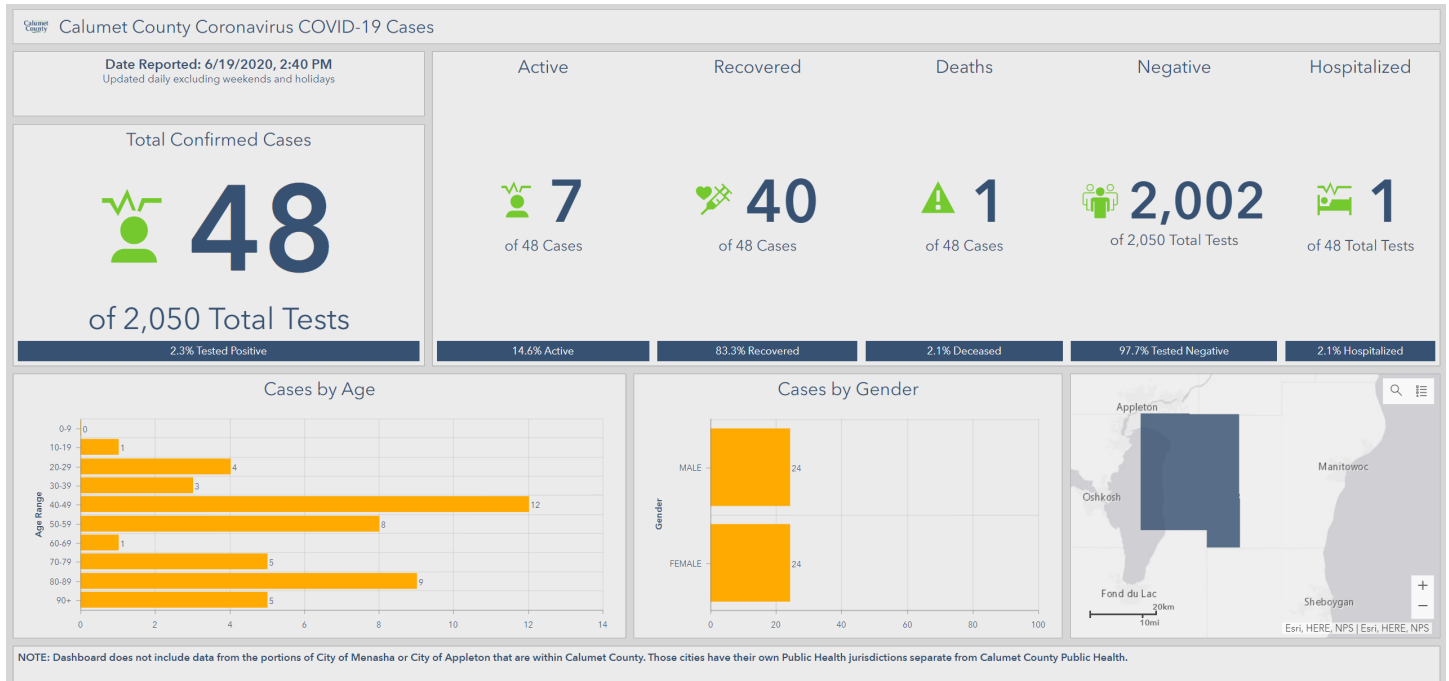 Calumet
County
Calumet County Coronavirus COVID-19 Cases
Date Reported: 6/19/2020, 2:40 PM
Updated daily excluding weekends and holidays
Total Confirmed Cases
48
of 2,050 Total Tests
2.3% Tested Positive
Active
7
of 48 Cases
14.6% Active
Recovered
40
of 48 Cases
83.3% Recovered
Deaths
1
of 48 Cases
2.1% Deceased
Negative
2,002
of 2,050 Total Tests
97.7% Tested Negative
Hospitalized
1
of 48 Total Tests
2.1% Hospitalized
Cases by Age
Age Range
0-9 0
10-19 1
20-29 4
30-39 3
40-49 12
50-59 8
60-69 1
70-79 5
80-89 9
90+ 5
0 2 4 6 8 10 12 14
Cases by Gender
Gender
MALE 24
FEMALE 24
0 20 40 60 80 100
Appleton
Manitowoc
Oshkosh
Fond du Lac
Sheboygan
20km
10mi
+
−
Esri, HERE, NPS | Esri, HERE, NPS
NOTE: Dashboard does not include data from the portions of City of Menasha or City of Appleton that are within Calumet County. Those cities have their own Public Health jurisdictions separate from Calumet County Public Health.